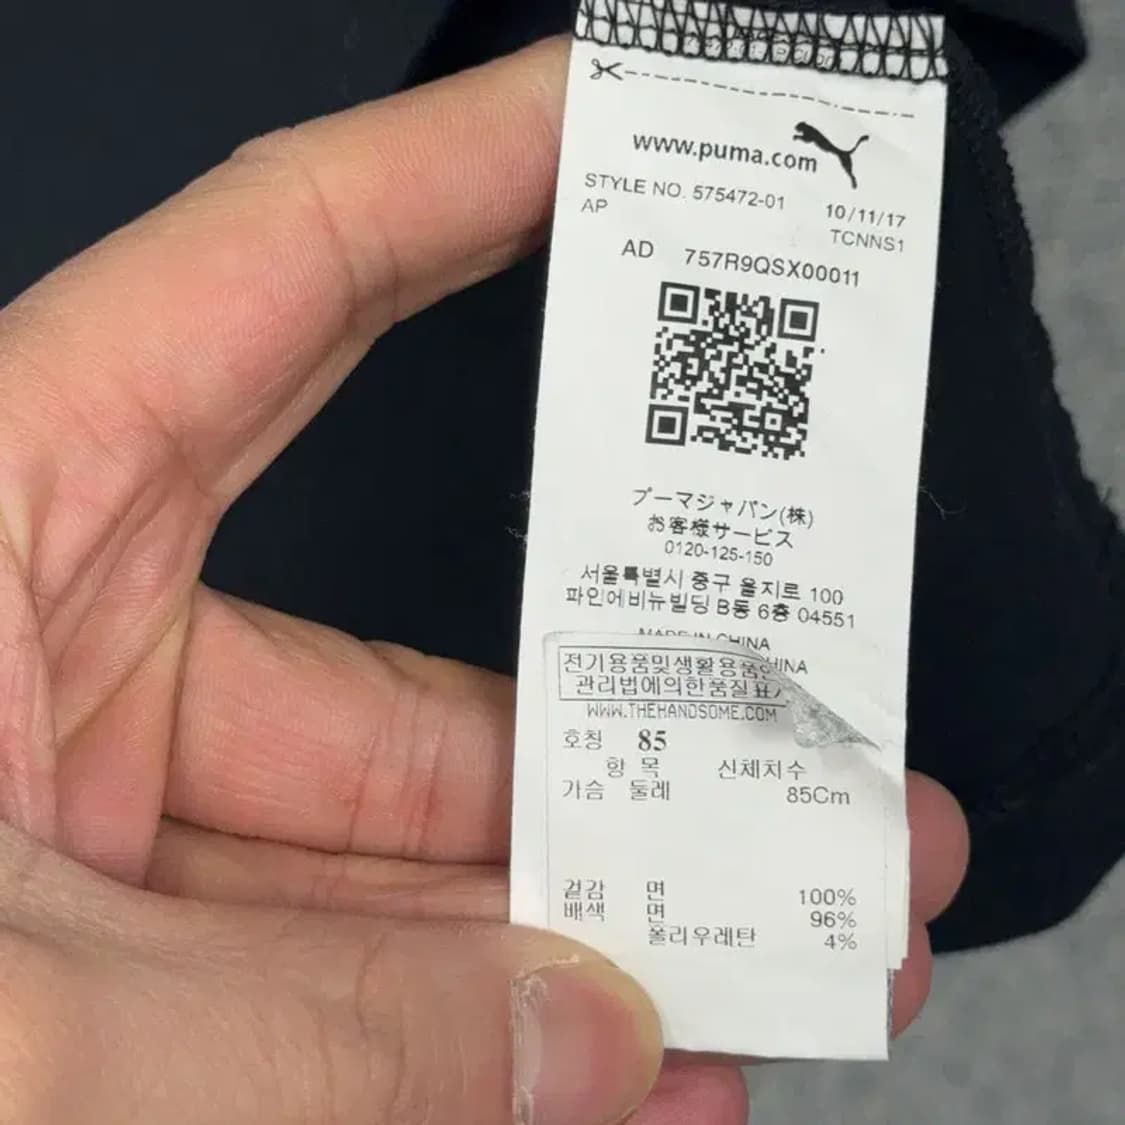 www.puma.com
STYLE NO. 575472-01 10/11/17
AP TCNNS1
AD 757R9QSX00011
プーマジャパン(株)
お客様サービス
0120-125-150
서울특별시 중구 을지로 100
파인에비뉴빌딩 B동 6층 04551
MADE IN CHINA
전기용품및생활용품 HINA
관리법에의한품질표
WWW.THEHANDSOME.COM
호칭 85
항 목 신체치수
가슴 둘레 85Cm
겉감 면 100%
배색 면 96%
폴리우레탄 4%